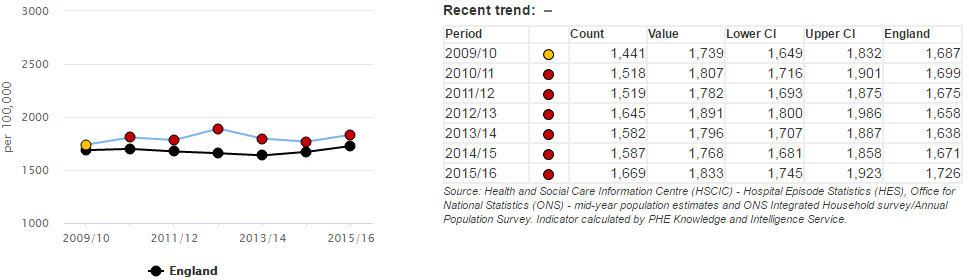 3000
2500
2000
1500
1000
per 100,000
2009/10 2011/12 2013/14 2015/16
England
Recent trend: –
Period Count Value Lower CI Upper CI England
2009/10 1,441 1,739 1,649 1,832 1,687
2010/11 1,518 1,807 1,716 1,901 1,699
2011/12 1,519 1,782 1,693 1,875 1,675
2012/13 1,645 1,891 1,800 1,986 1,658
2013/14 1,582 1,796 1,707 1,887 1,638
2014/15 1,587 1,768 1,681 1,858 1,671
2015/16 1,669 1,833 1,745 1,923 1,726
Source: Health and Social Care Information Centre (HSCIC) - Hospital Episode Statistics (HES), Office for
National Statistics (ONS) - mid-year population estimates and ONS Integrated Household survey/Annual
Population Survey. Indicator calculated by PHE Knowledge and Intelligence Service.